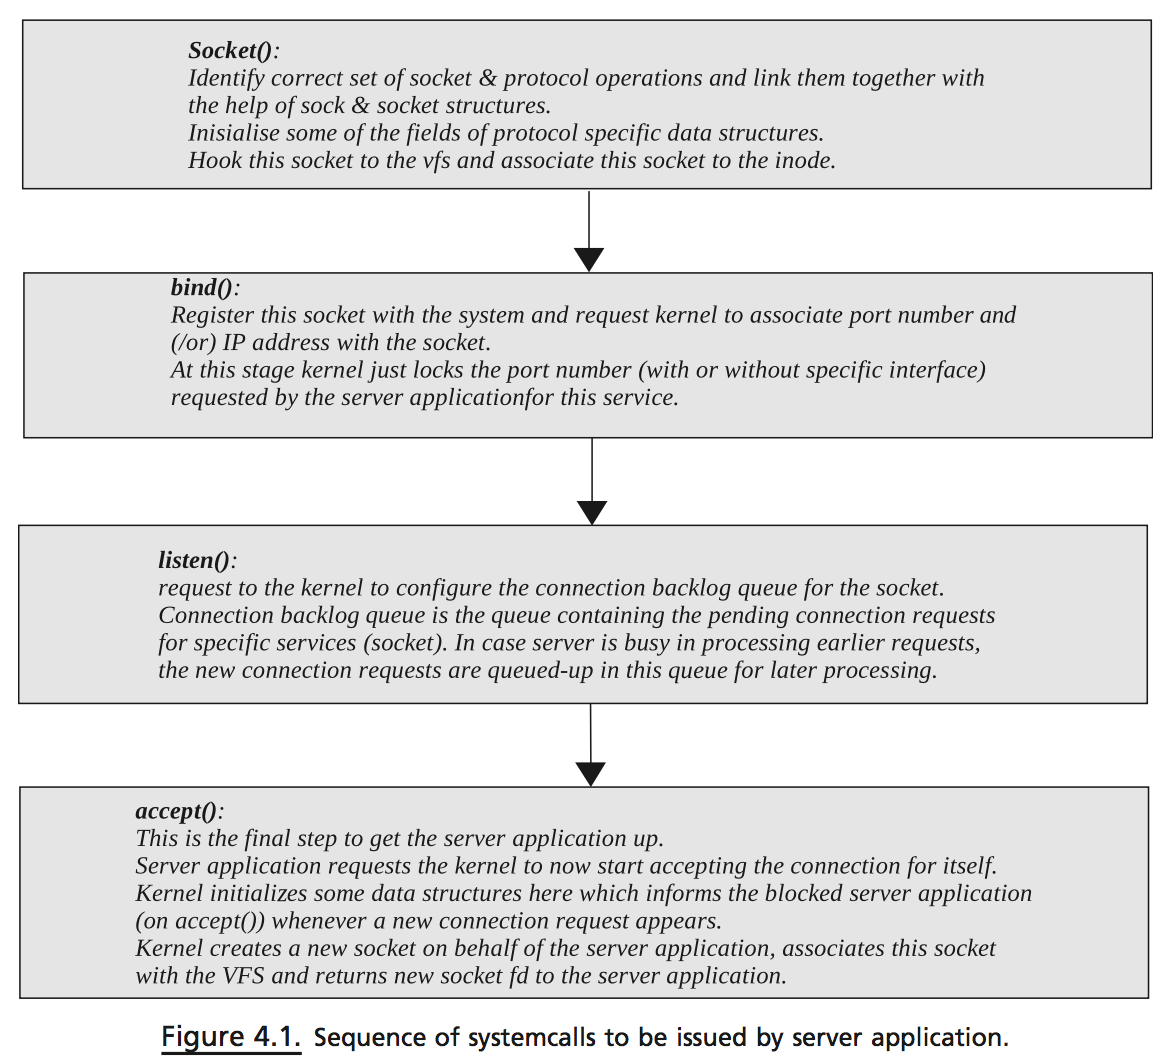 Socket():
Identify correct set of socket & protocol operations and link them together with
the help of sock & socket structures.
Inisialise some of the fields of protocol specific data structures.
Hook this socket to the vfs and associate this socket to the inode.
bind():
Register this socket with the system and request kernel to associate port number and
(/or) IP address with the socket.
At this stage kernel just locks the port number (with or without specific interface)
requested by the server applicationfor this service.
listen():
request to the kernel to configure the connection backlog queue for the socket.
Connection backlog queue is the queue containing the pending connection requests
for specific services (socket). In case server is busy in processing earlier requests,
the new connection requests are queued-up in this queue for later processing.
accept():
This is the final step to get the server application up.
Server application requests the kernel to now start accepting the connection for itself.
Kernel initializes some data structures here which informs the blocked server application
(on accept()) whenever a new connection request appears.
Kernel creates a new socket on behalf of the server application, associates this socket
with the VFS and returns new socket fd to the server application.
Figure 4.1. Sequence of systemcalls to be issued by server application.